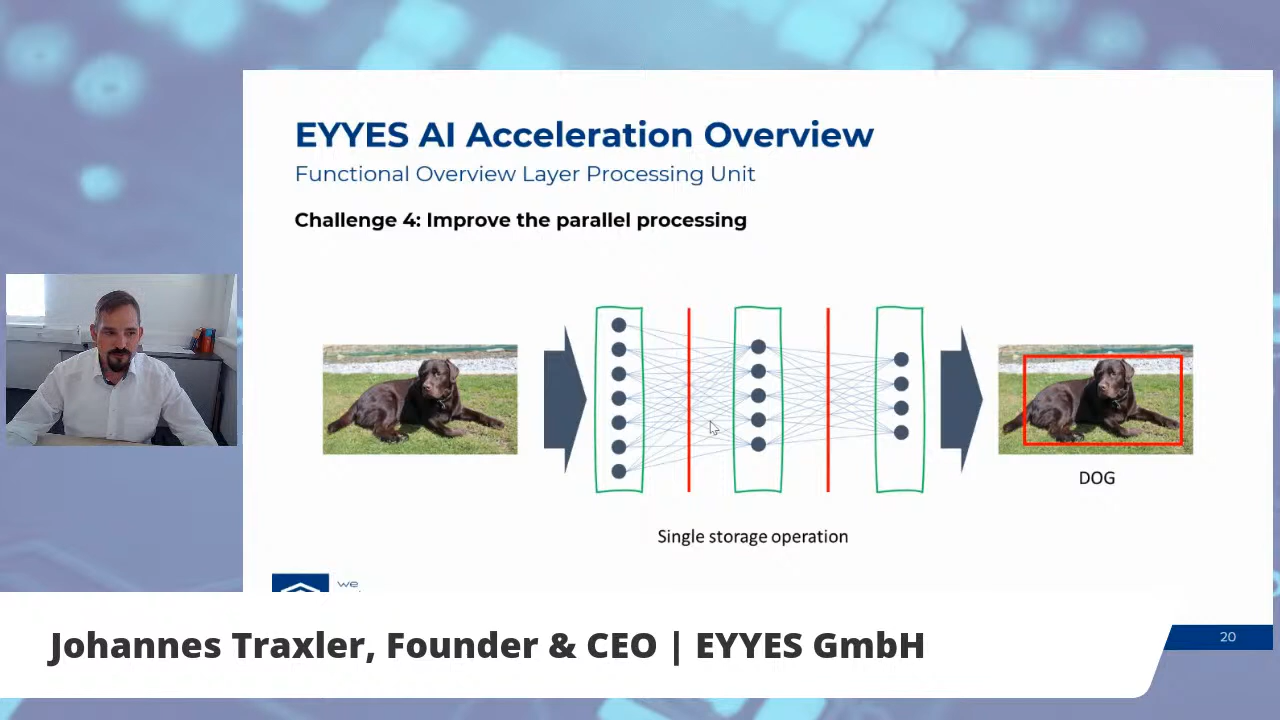 EYYES AI Acceleration Overview
Functional Overview Layer Processing Unit
Challenge 4: Improve the parallel processing
DOG
Single storage operation
we
Johannes Traxler, Founder & CEO | EYYES GmbH
20